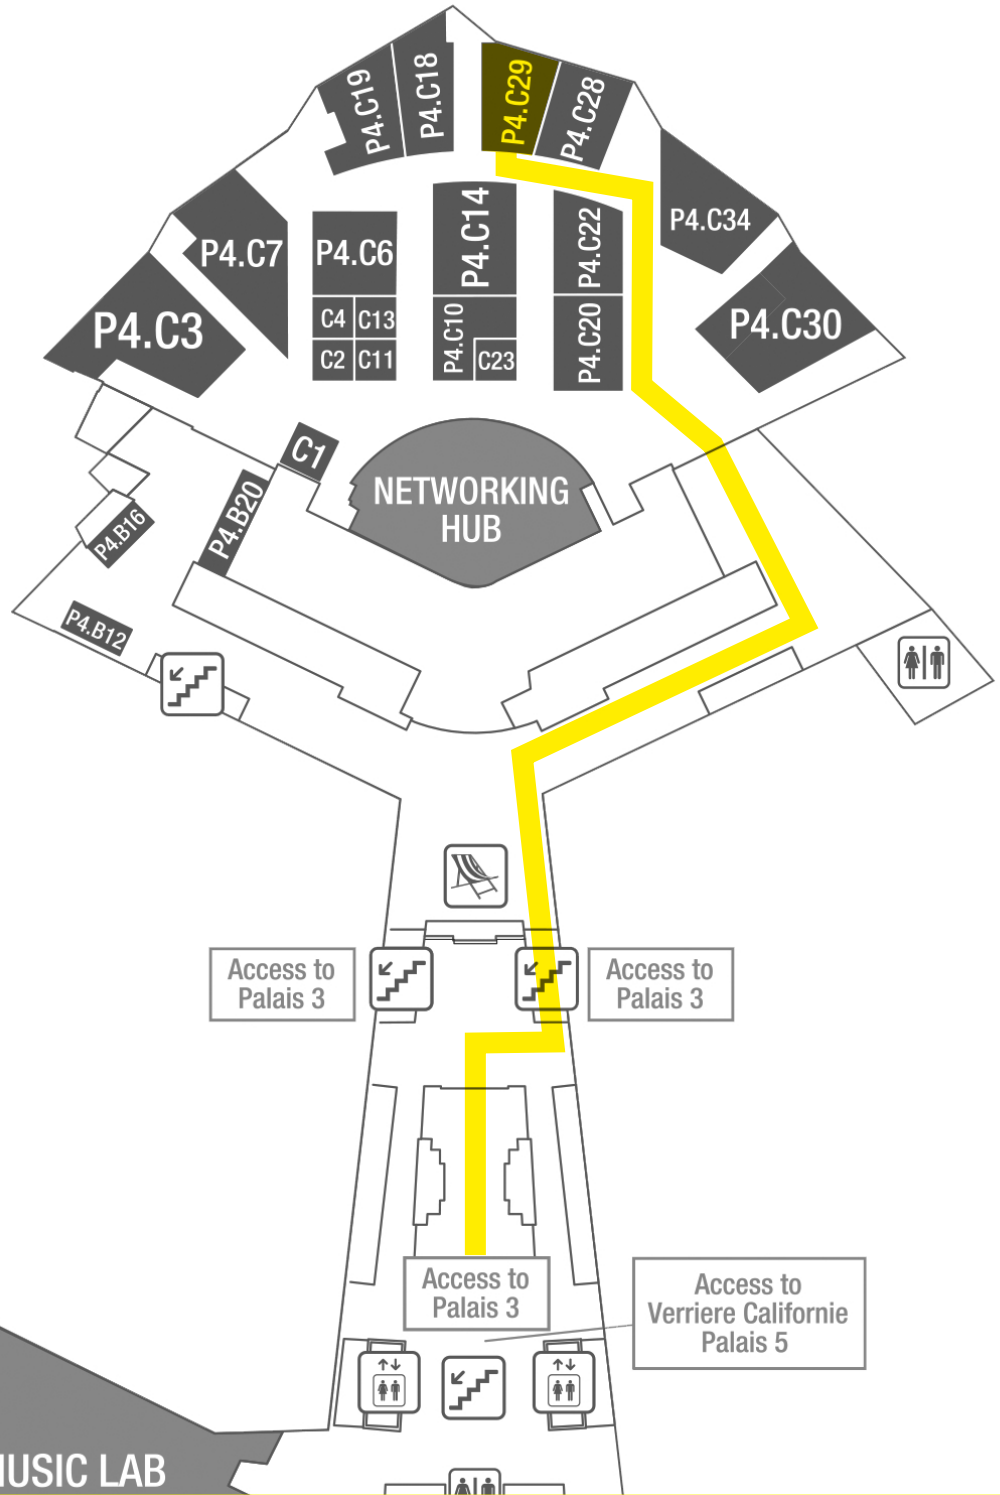 P4.C19
P4.C18
P4.C29
P4.C28
P4.C34
P4.C7
P4.C6
P4.C14
P4.C22
P4.C3
C4
C13
C2
C11
P4.C10
C23
P4.C20
P4.C30
C1
NETWORKING
HUB
P4.B20
P4.B16
P4.B12
Access to
Palais 3
Access to
Palais 3
Access to
Palais 3
Access to
Verriere Californie
Palais 5
MUSIC LAB